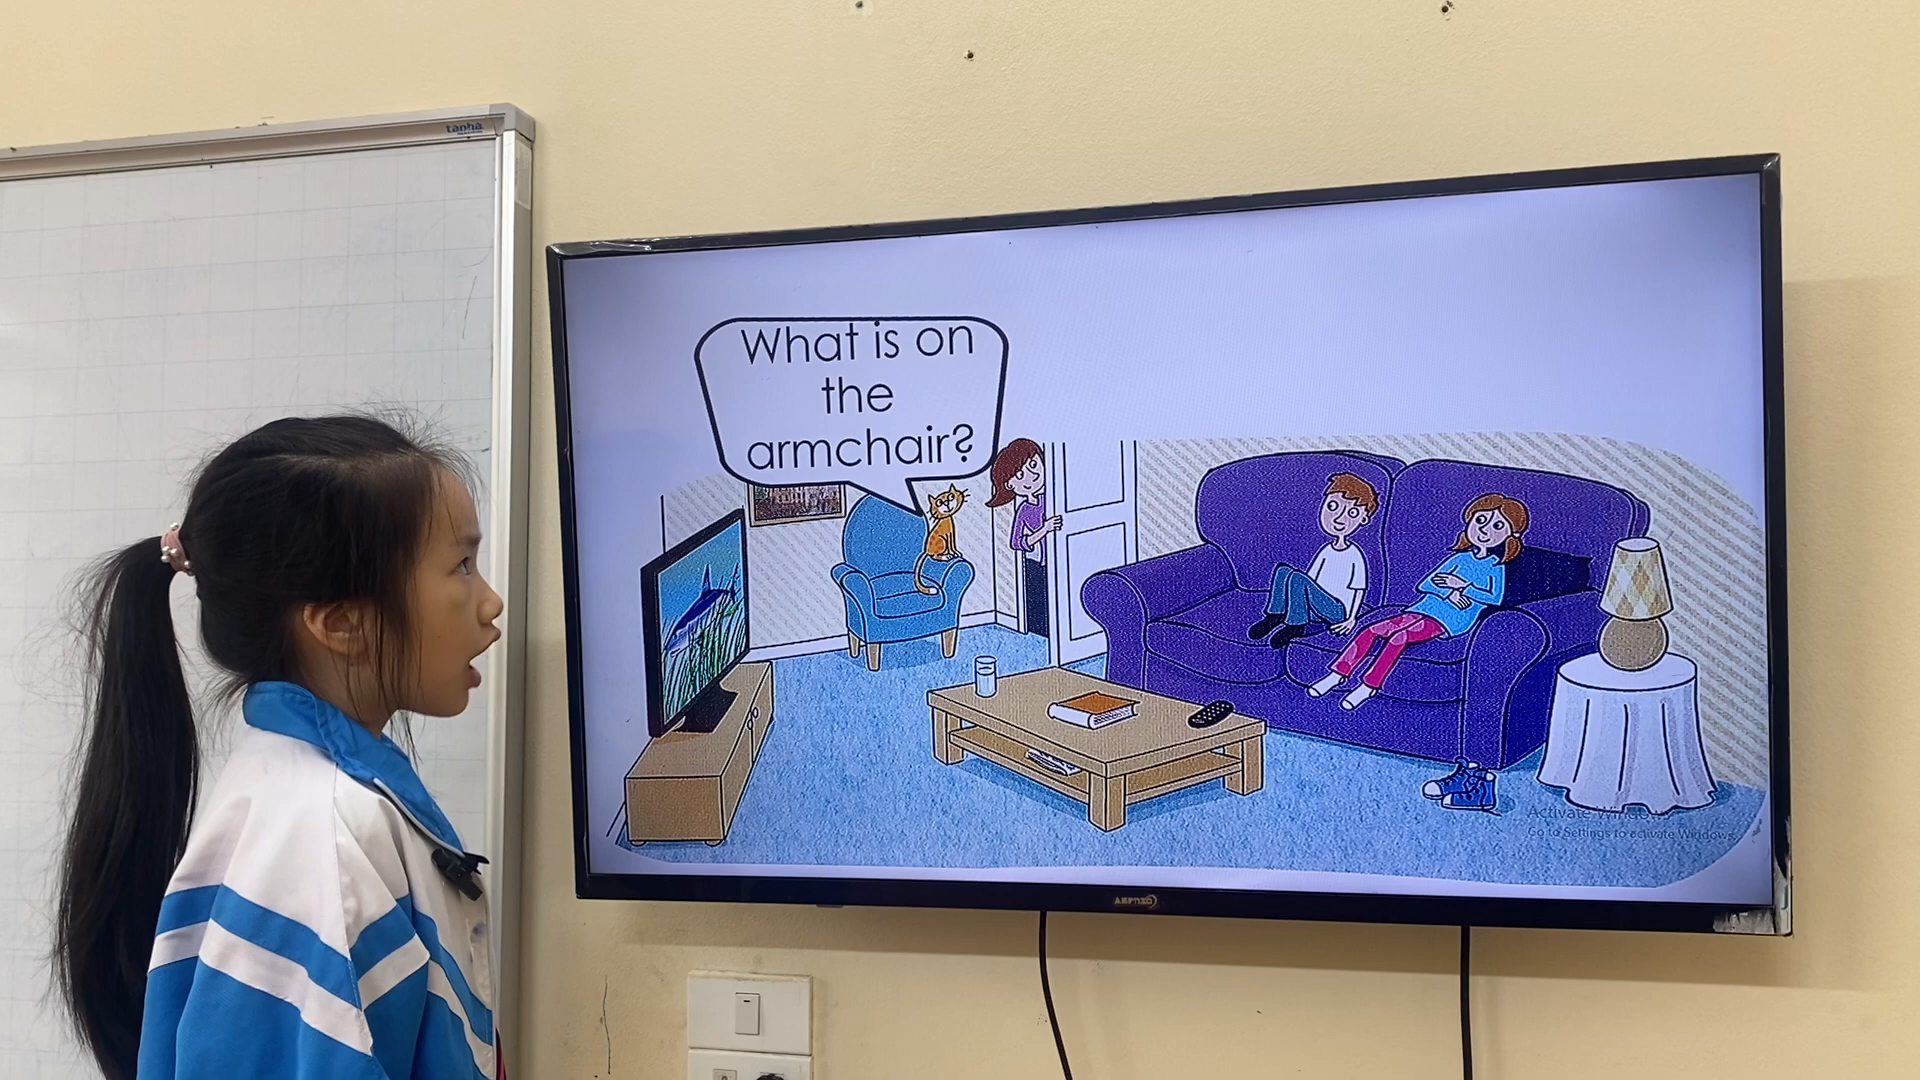 tanha
What is on
the
armchair?
Activate Windows
Go to Settings to activate Windows.